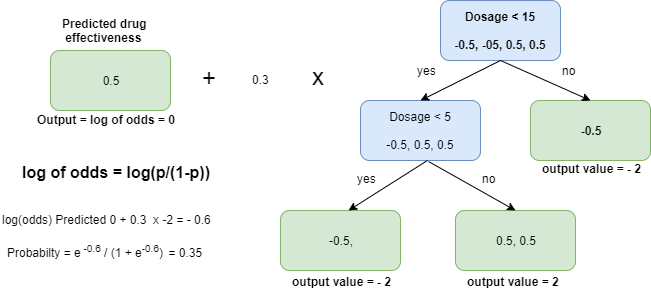 Predicted drug
effectiveness
0.5
Output = log of odds = 0
+
0.3
X
Dosage < 15
-0.5, -05, 0.5, 0.5
yes
no
Dosage < 5
-0.5, 0.5, 0.5
-0.5
output value = - 2
yes
no
-0.5,
output value = - 2
0.5, 0.5
output value = 2
log of odds = log(p/(1-p))
log(odds) Predicted 0 + 0.3 x -2 = - 0.6
Probabilty = e -0.6 / (1 + e-0.6) = 0.35